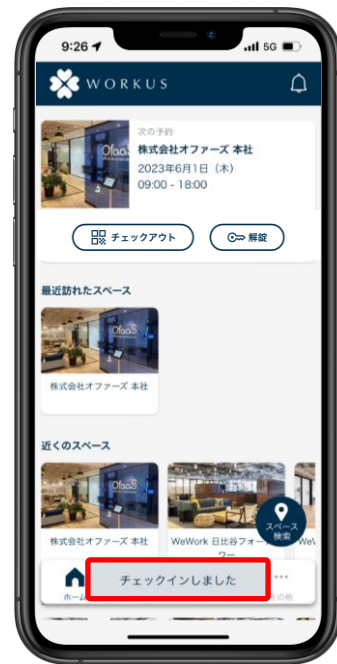 9:26
5G
WORKUS
次の予約
株式会社オファーズ 本社
2023年6月1日（木）
09:00 - 18:00
チェックアウト
解錠
最近訪れたスペース
OfaaS
株式会社オファーズ 本社
近くのスペース
OfaaS
株式会社オファーズ 本社
WeWork 日比谷フォー
ワー
スペース
検索
チェックインしました
ホーム
その他